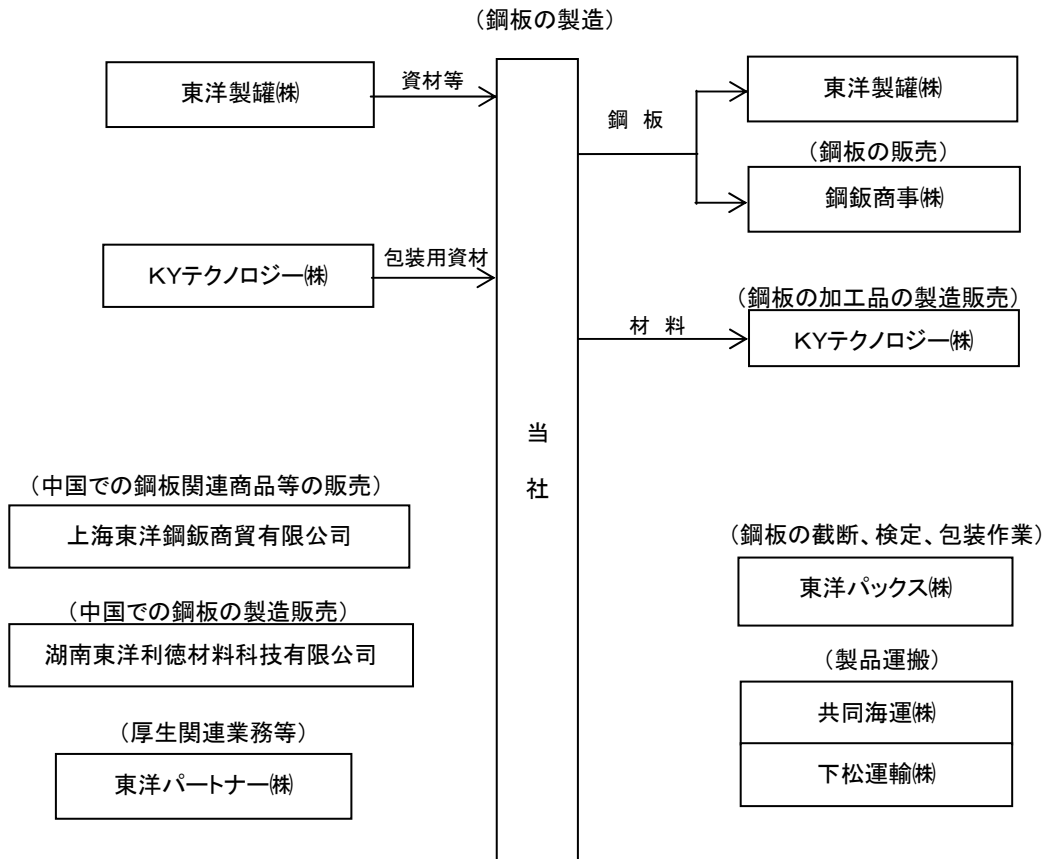 (鋼板の製造)
東洋製罐㈱
資材等
鋼 板
東洋製罐㈱
(鋼板の販売)
鋼鈑商事㈱
KYテクノロジー㈱
包装用資材
(鋼板の加工品の製造販売)
材 料
KYテクノロジー㈱
当
社
(中国での鋼板関連商品等の販売)
上海東洋鋼鈑商貿有限公司
(鋼板の截断、検定、包装作業)
東洋パックス㈱
(中国での鋼板の製造販売)
湖南東洋利徳材料科技有限公司
(製品運搬)
共同海運㈱
下松運輸㈱
(厚生関連業務等)
東洋パートナー㈱